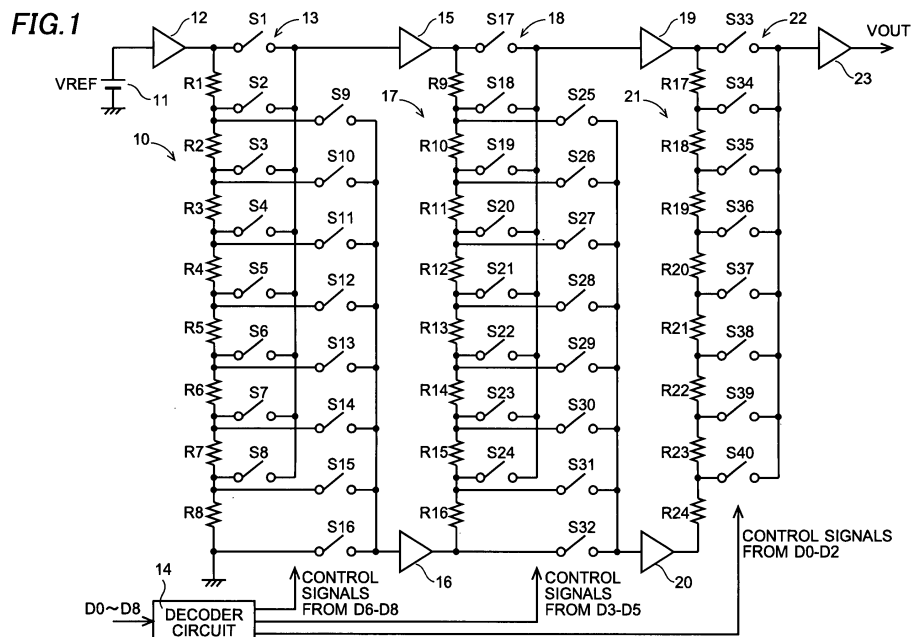 FIG.1
12 S1 13 15 S17 18 19 S33 22 VOUT
VREF 11 23
R1 S2 R9 S18 R17 S34
S9 17 S25 21
10 R2 S3 R10 S19 R18 S35
S10 S26
R3 S4 R11 S20 R19 S36
S11 S27
R4 S5 R12 S21 R20 S37
S12 S28
R5 S6 R13 S22 R21 S38
S13 S29
R6 S7 R14 S23 R22 S39
S14 S30
R7 S8 R15 S24 R23 S40
S15 S31
R8 R16 R24
S16 S32
16 20
CONTROL SIGNALS
FROM D0-D2
CONTROL
SIGNALS
FROM D6-D8
CONTROL
SIGNALS
FROM D3-D5
14
D0~D8
DECODER
CIRCUIT